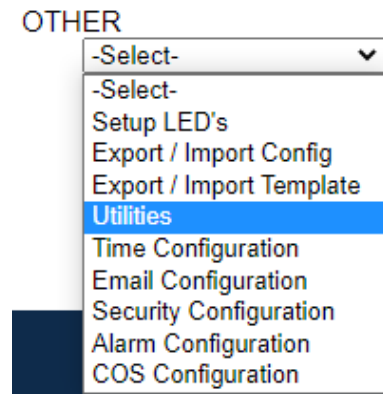 OTHER
-Select-
-Select-
Setup LED's
Export / Import Config
Export / Import Template
Utilities
Time Configuration
Email Configuration
Security Configuration
Alarm Configuration
COS Configuration